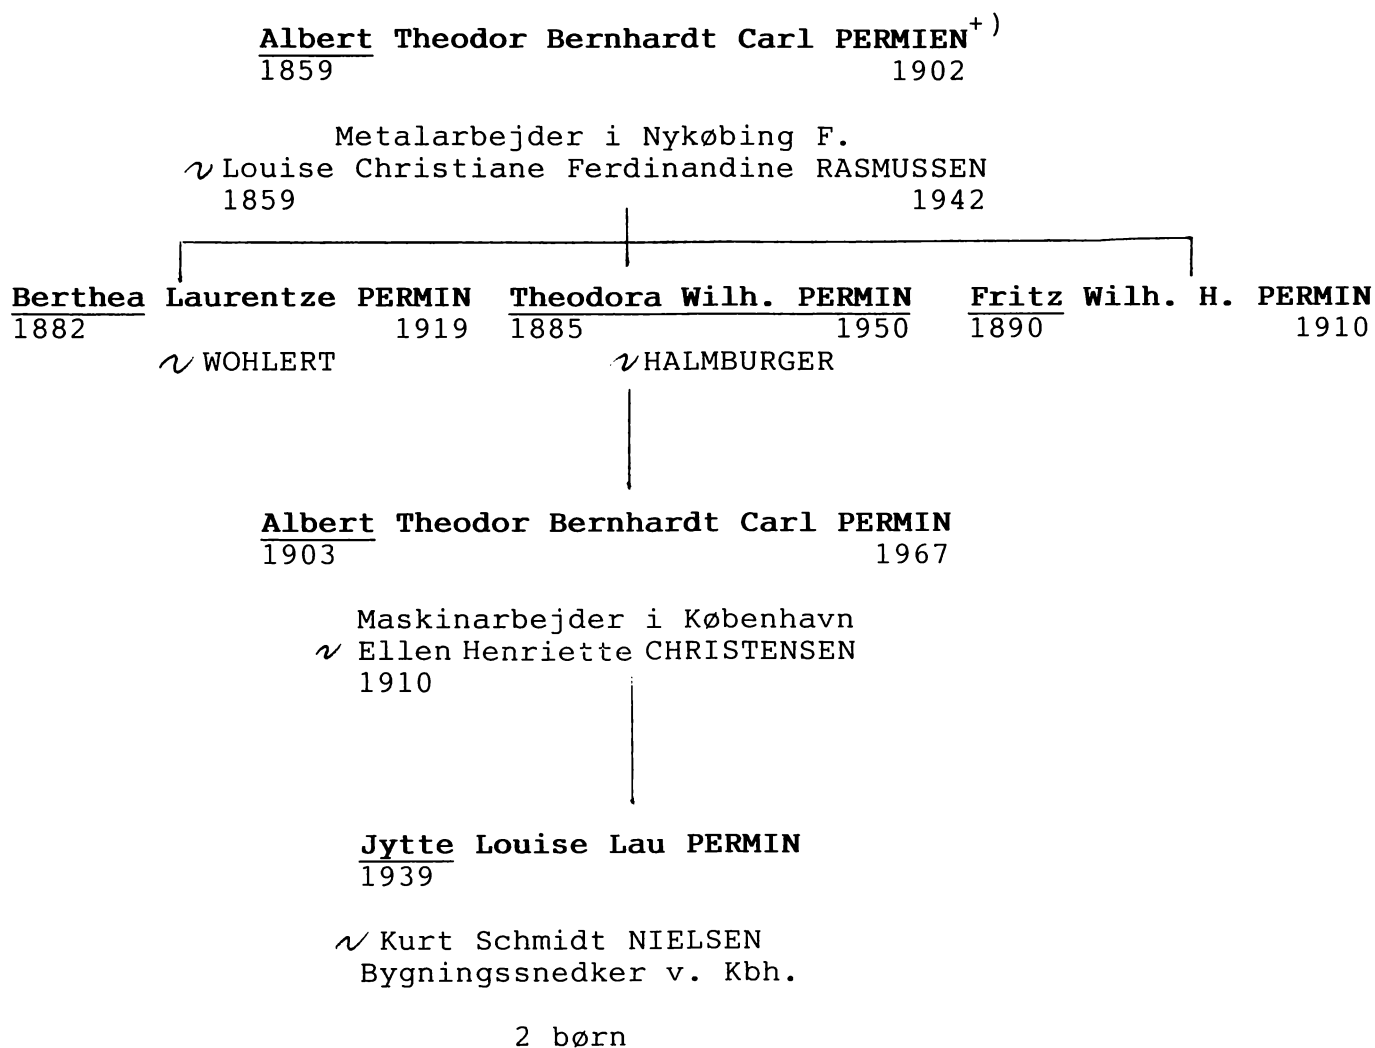 Albert Theodor Bernhardt Carl PERMIEN+)
1859 1902
Metalarbejder i Nykøbing F.
~ Louise Christiane Ferdinandine RASMUSSEN
1859 1942
Berthea Laurentze PERMIN Theodora Wilh. PERMIN Fritz Wilh. H. PERMIN
1882 1919 1885 1950 1890 1910
~ WOHLERT ~ HALMBURGER
Albert Theodor Bernhardt Carl PERMIN
1903 1967
Maskinarbejder i København
~ Ellen Henriette CHRISTENSEN
1910
Jytte Louise Lau PERMIN
1939
~ Kurt Schmidt NIELSEN
Bygningssnedker v. Kbh.
2 børn